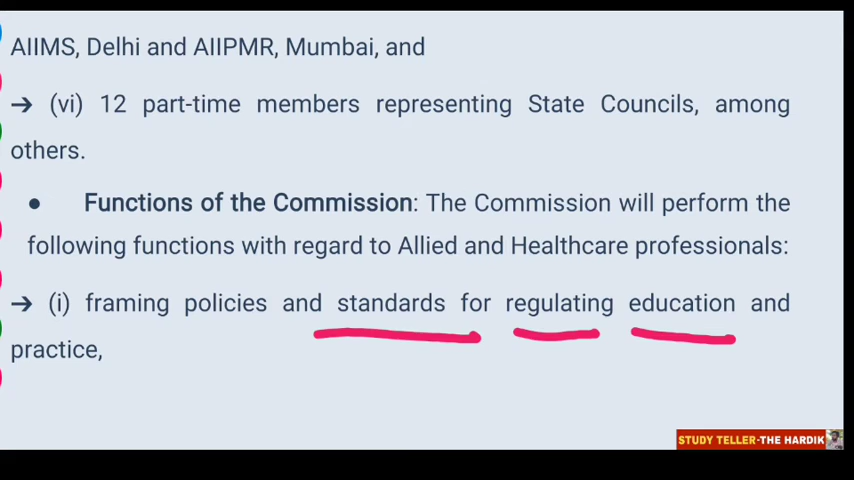 AIIMS, Delhi and AIIPMR, Mumbai, and
→ (vi) 12 part-time members representing State Councils, among
others.
● Functions of the Commission: The Commission will perform the
following functions with regard to Allied and Healthcare professionals:
→ (i) framing policies and standards for regulating education and
practice,
STUDY TELLER-THE HARDIK